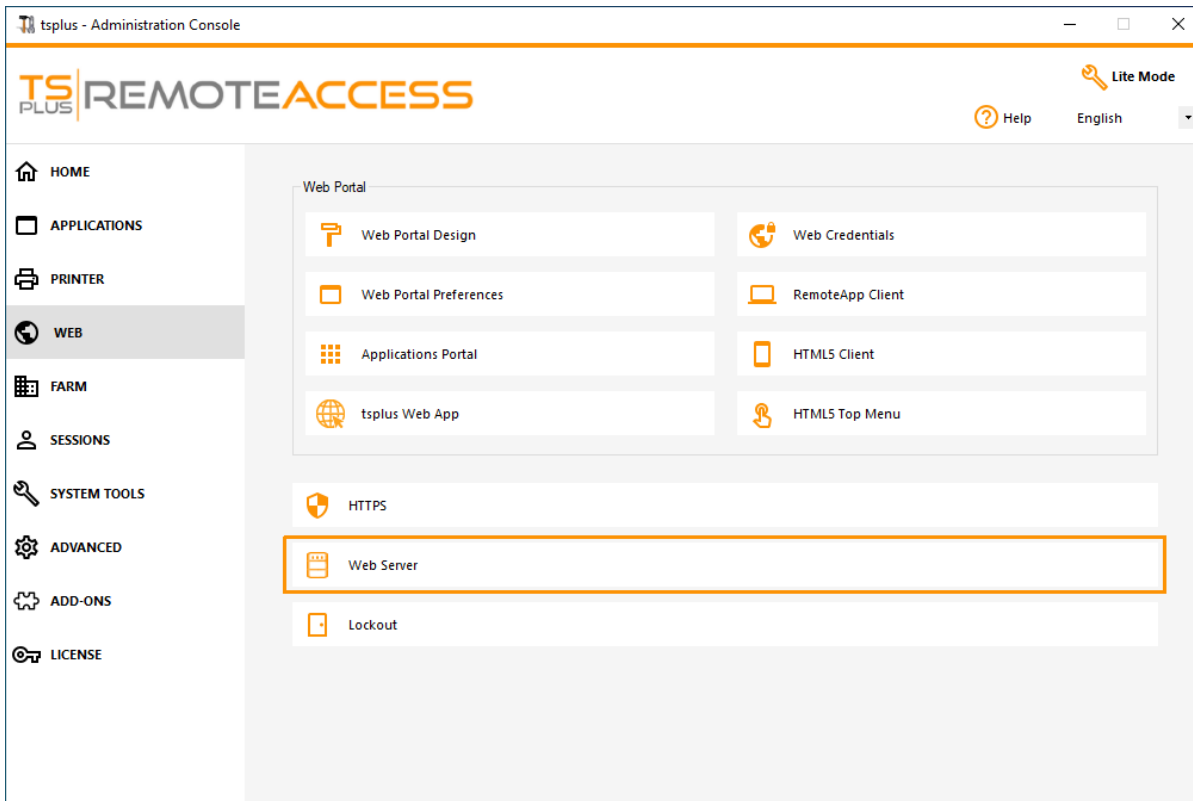 tsplus - Administration Console
TS PLUS REMOTEACCESS
Lite Mode
? Help
English
HOME
APPLICATIONS
PRINTER
WEB
FARM
SESSIONS
SYSTEM TOOLS
ADVANCED
ADD-ONS
LICENSE
Web Portal
Web Portal Design
Web Credentials
Web Portal Preferences
RemoteApp Client
Applications Portal
HTML5 Client
tsplus Web App
HTML5 Top Menu
HTTPS
Web Server
Lockout